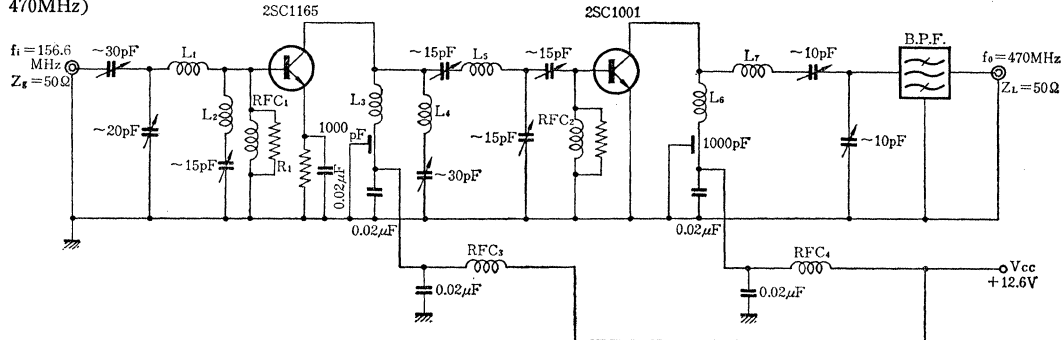 470MHz)
2SC1165
2SC1001
fi=156.6
MHz
Zg=50Ω
~30pF
L1
~15pF
L5
~15pF
L7
~10pF
B.P.F.
f0=470MHz
ZL=50Ω
~20pF
L2
RFC1
~15pF
R1
1000
pF
0.02μF
L3
L4
~30pF
0.02μF
~15pF
RFC2
L6
1000pF
0.02μF
~10pF
RFC3
0.02μF
RFC4
0.02μF
Vcc
+12.6V